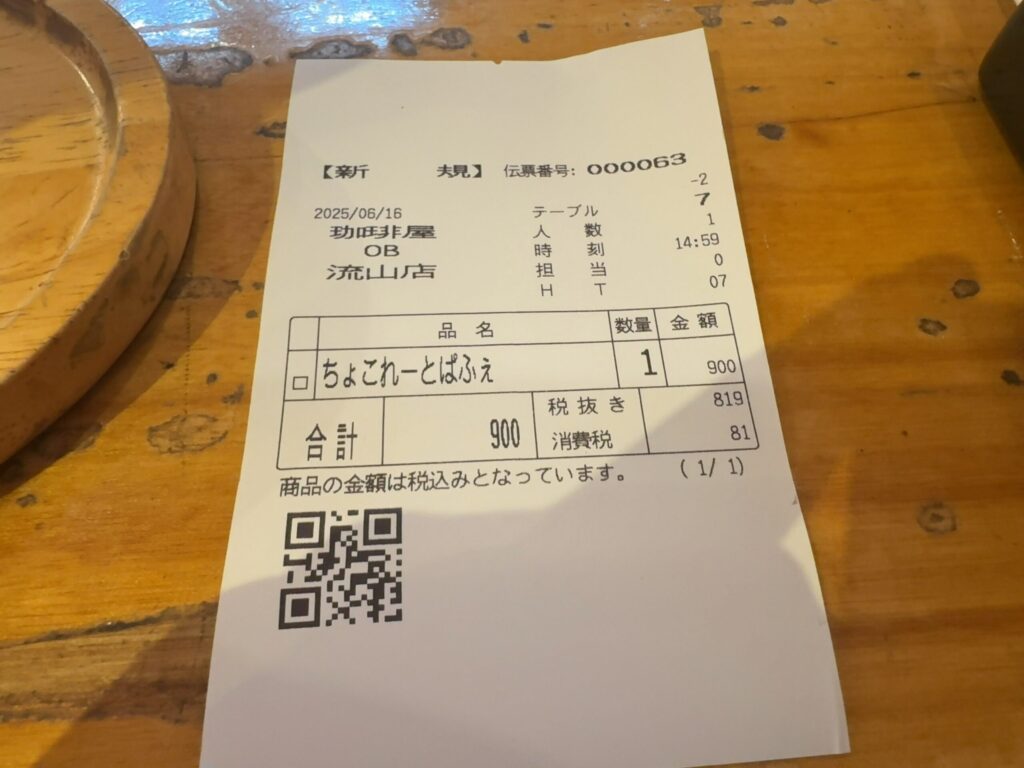 【新 規】 伝票番号: 000063
-2
2025/06/16 テーブル 7
珈琲屋 人 数 1
OB 時 刻 14:59
流山店 担 当 0
H T 07
品 名 数量 金 額
□ ちょこれーとぱふぇ 1 900
合計 900 税 抜 き 819
消費税 81
商品の金額は税込みとなっています。 ( 1/ 1)